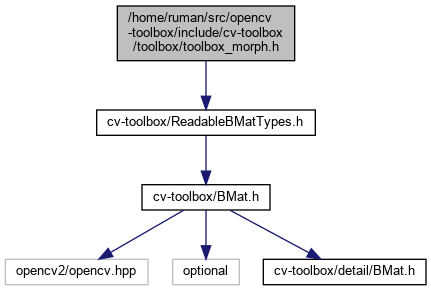 /home/ruman/src/opencv
-toolbox/include/cv-toolbox
/toolbox/toolbox_morph.h
cv-toolbox/ReadableBMatTypes.h
cv-toolbox/BMat.h
opencv2/opencv.hpp
optional
cv-toolbox/detail/BMat.h